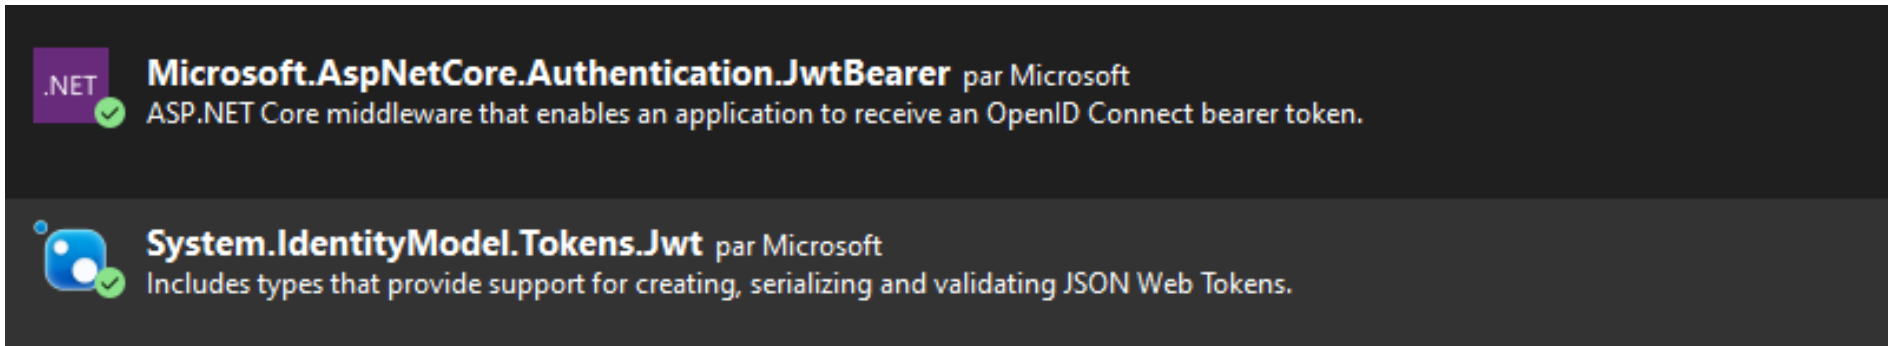 .NET
Microsoft.AspNetCore.Authentication.JwtBearer par Microsoft
ASP.NET Core middleware that enables an application to receive an OpenID Connect bearer token.
System.IdentityModel.Tokens.Jwt par Microsoft
Includes types that provide support for creating, serializing and validating JSON Web Tokens.